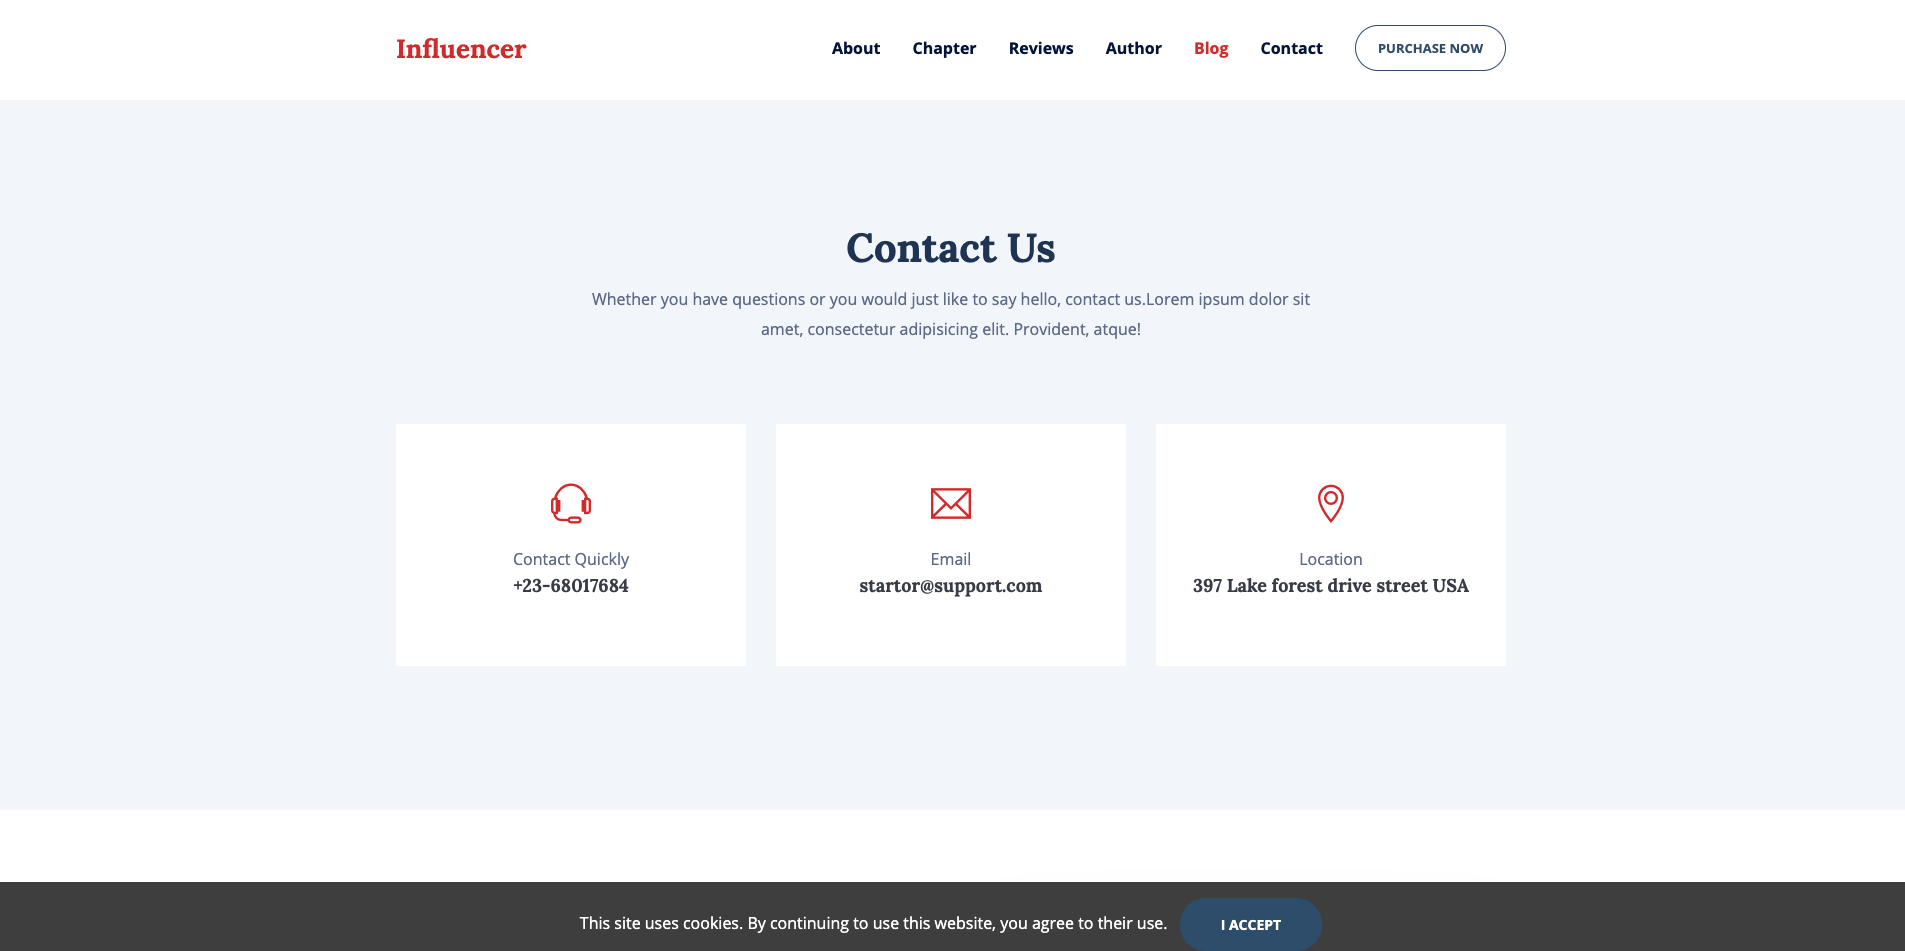 Influencer
About Chapter Reviews Author Blog Contact PURCHASE NOW
Contact Us
Whether you have questions or you would just like to say hello, contact us.Lorem ipsum dolor sit
amet, consectetur adipisicing elit. Provident, atque!
Contact Quickly
+23-68017684
Email
startor@support.com
Location
397 Lake forest drive street USA
This site uses cookies. By continuing to use this website, you agree to their use. I ACCEPT